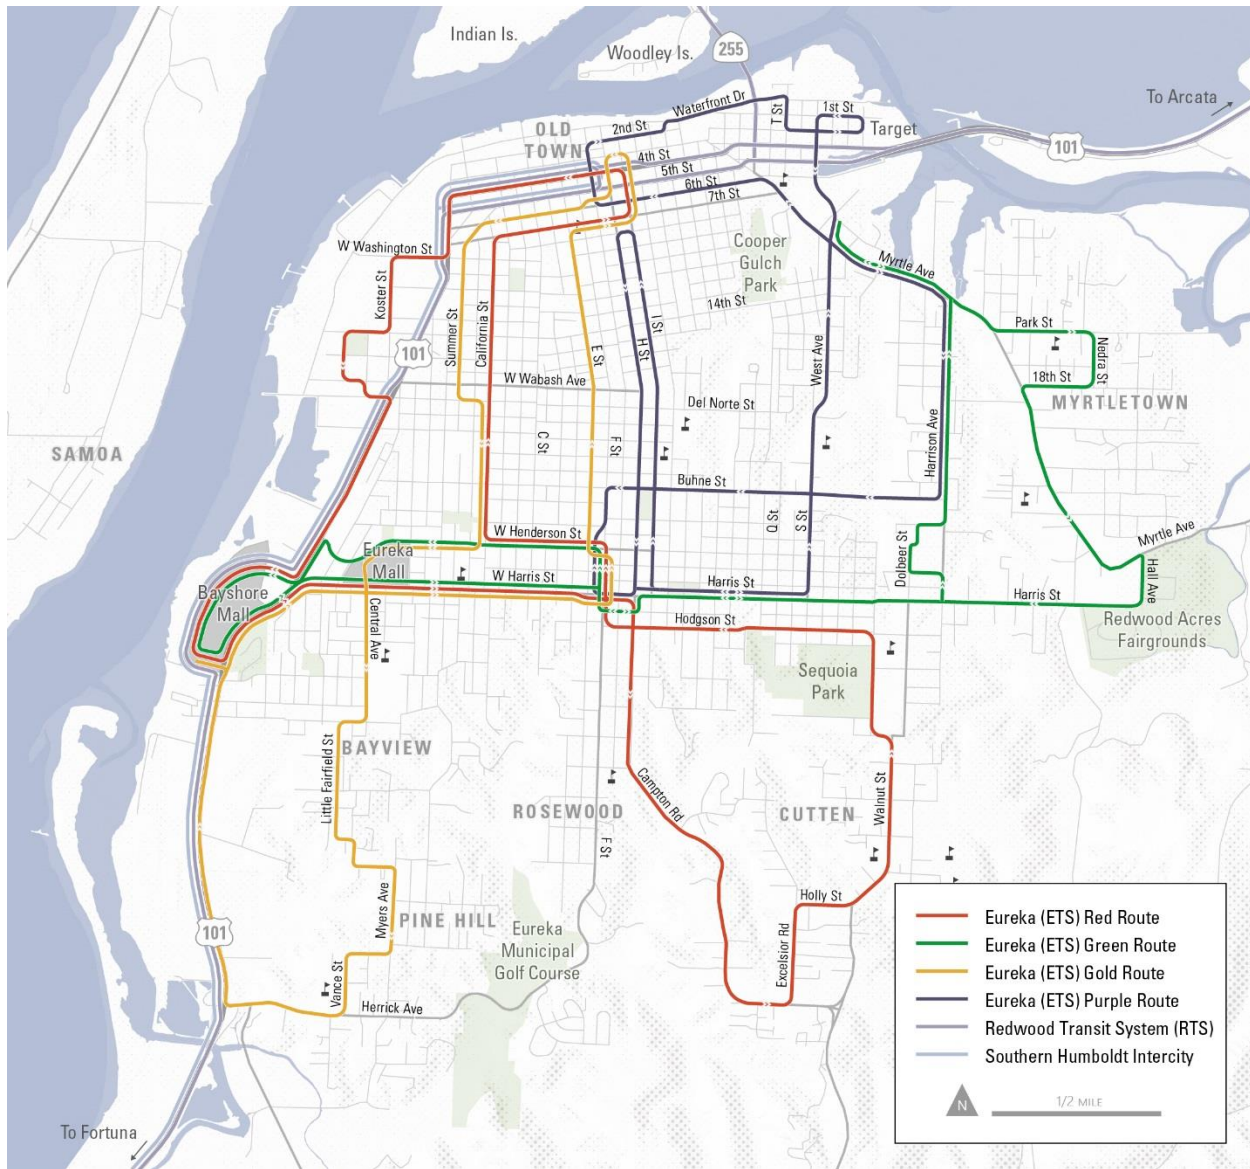 Indian Is.
Woodley Is.
255
To Arcata
Waterfront Dr
T St
1st St
Target
2nd St
OLD
TOWN
101
4th St
5th St
6th St
7th St
W Washington St
Cooper
Gulch
Park
Myrtle Ave
Koster St
14th St
Summer St
California St
I St
Park St
Nedra St
101
E St
H St
West Ave
W Wabash Ave
18th St
MYRTLETOWN
Del Norte St
SAMOA
C St
F St
Harrison Ave
Buhne St
Q St
S St
W Henderson St
Dolbeer St
Myrtle Ave
Eureka
Mall
W Harris St
Harris St
Harris St
Hall Ave
Bayshore
Mall
Central Ave
Hodgson St
Redwood Acres
Fairgrounds
Sequoia
Park
Little Fairfield St
BAYVIEW
Campton Rd
Walnut St
ROSEWOOD
CUTTEN
F St
Holly St
Myers Ave
PINE HILL
Eureka
Municipal
Golf Course
Excelsior Rd
101
Vance St
Herrick Ave
To Fortuna
Eureka (ETS) Red Route
Eureka (ETS) Green Route
Eureka (ETS) Gold Route
Eureka (ETS) Purple Route
Redwood Transit System (RTS)
Southern Humboldt Intercity
N
1/2 MILE